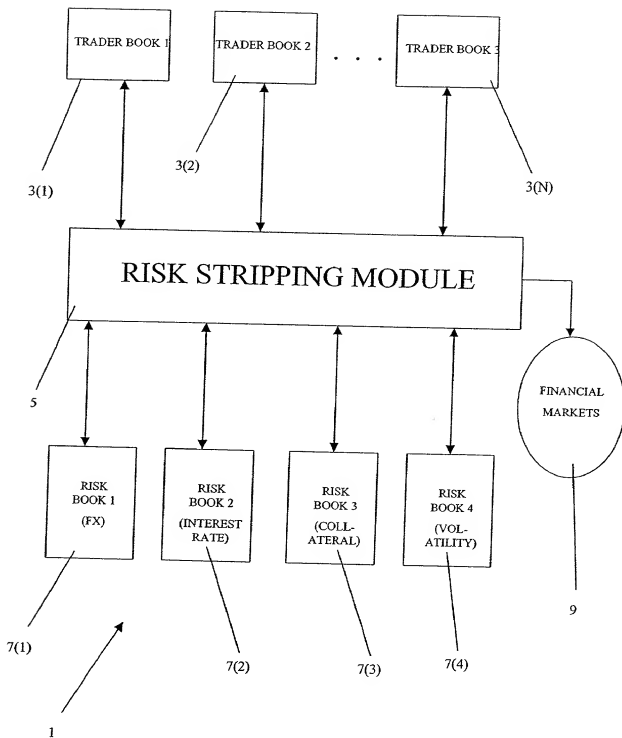 TRADER BOOK 1
TRADER BOOK 2
. . .
TRADER BOOK 3
3(1)
3(2)
3(N)
RISK STRIPPING MODULE
5
FINANCIAL
MARKETS
RISK
BOOK 1
(FX)
RISK
BOOK 2
(INTEREST
RATE)
RISK
BOOK 3
(COLL-
ATERAL)
RISK
BOOK 4
(VOL-
ATILITY)
9
7(1)
7(2)
7(3)
7(4)
1